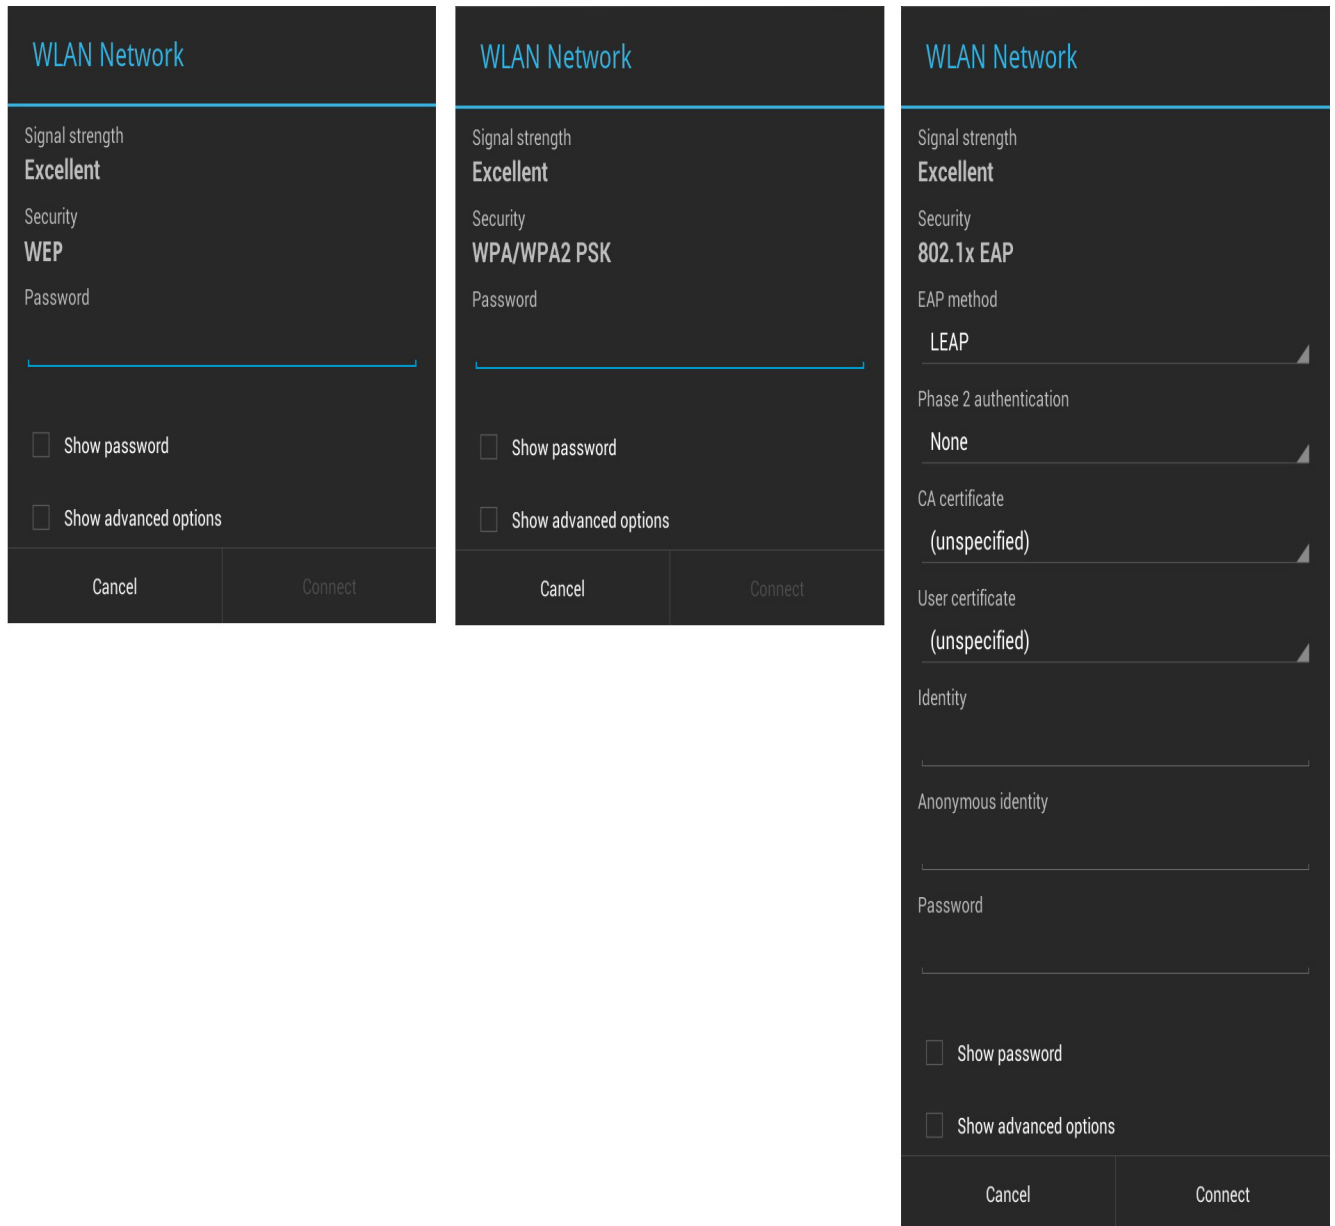 WLAN Network
Signal strength
Excellent
Security
WEP
Password
Show password
Show advanced options
Cancel
Connect
WLAN Network
Signal strength
Excellent
Security
WPA/WPA2 PSK
Password
Show password
Show advanced options
Cancel
Connect
WLAN Network
Signal strength
Excellent
Security
802.1x EAP
EAP method
LEAP
Phase 2 authentication
None
CA certificate
(unspecified)
User certificate
(unspecified)
Identity
Anonymous identity
Password
Show password
Show advanced options
Cancel
Connect